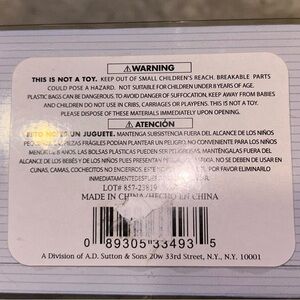 ⚠ WARNING
THIS IS NOT A TOY. KEEP OUT OF SMALL CHILDREN'S REACH. BREAKABLE PARTS
COULD POSE A HAZARD. NOT SUITABLE FOR CHILDREN UNDER 8 YEARS OF AGE.
PLASTIC BAGS CAN BE DANGEROUS. TO AVOID DANGER OF SUFFOCATION, KEEP AWAY FROM BABIES
AND CHILDREN DO NOT USE IN CRIBS, CARRIAGES OR PLAYPENS. THIS IS NOT A TOY.
PLEASE DISPOSE OF THESE MATERIALS IMMEDIATELY UPON OPENING.
⚠ ATENCIÓN
ESTO NO ES UN JUGUETE. MANTENGA SUBSISTENCIA FUERA DEL ALCANCE DE LOS NIÑOS
PIEZAS FRÁGILES PODÍAN PLANTEAR UN PELIGRO. NO CONVENIENTE PARA LOS NIÑOS
AÑOS. LAS BOLSAS PLÁSTICAS PUEDEN SER PELIGROSAS. MANTÉNGALAS FUERA DEL
ALCANCE DE LOS BEBÉS Y DE LOS NIÑOS PUES PRESENTAN NO SE DEBEN DE USAR EN
CUNAS, CAMAS, COCHECITOS NO ENCIERROS. ESTE POR FAVOR ELIMINARLO
LOT# 857-23819
MADE IN CHINA/HECHO EN CHINA
0 89305 33493 5
A Division of A.D. Sutton & Sons 20w 33rd Street, N.Y., N.Y. 10001